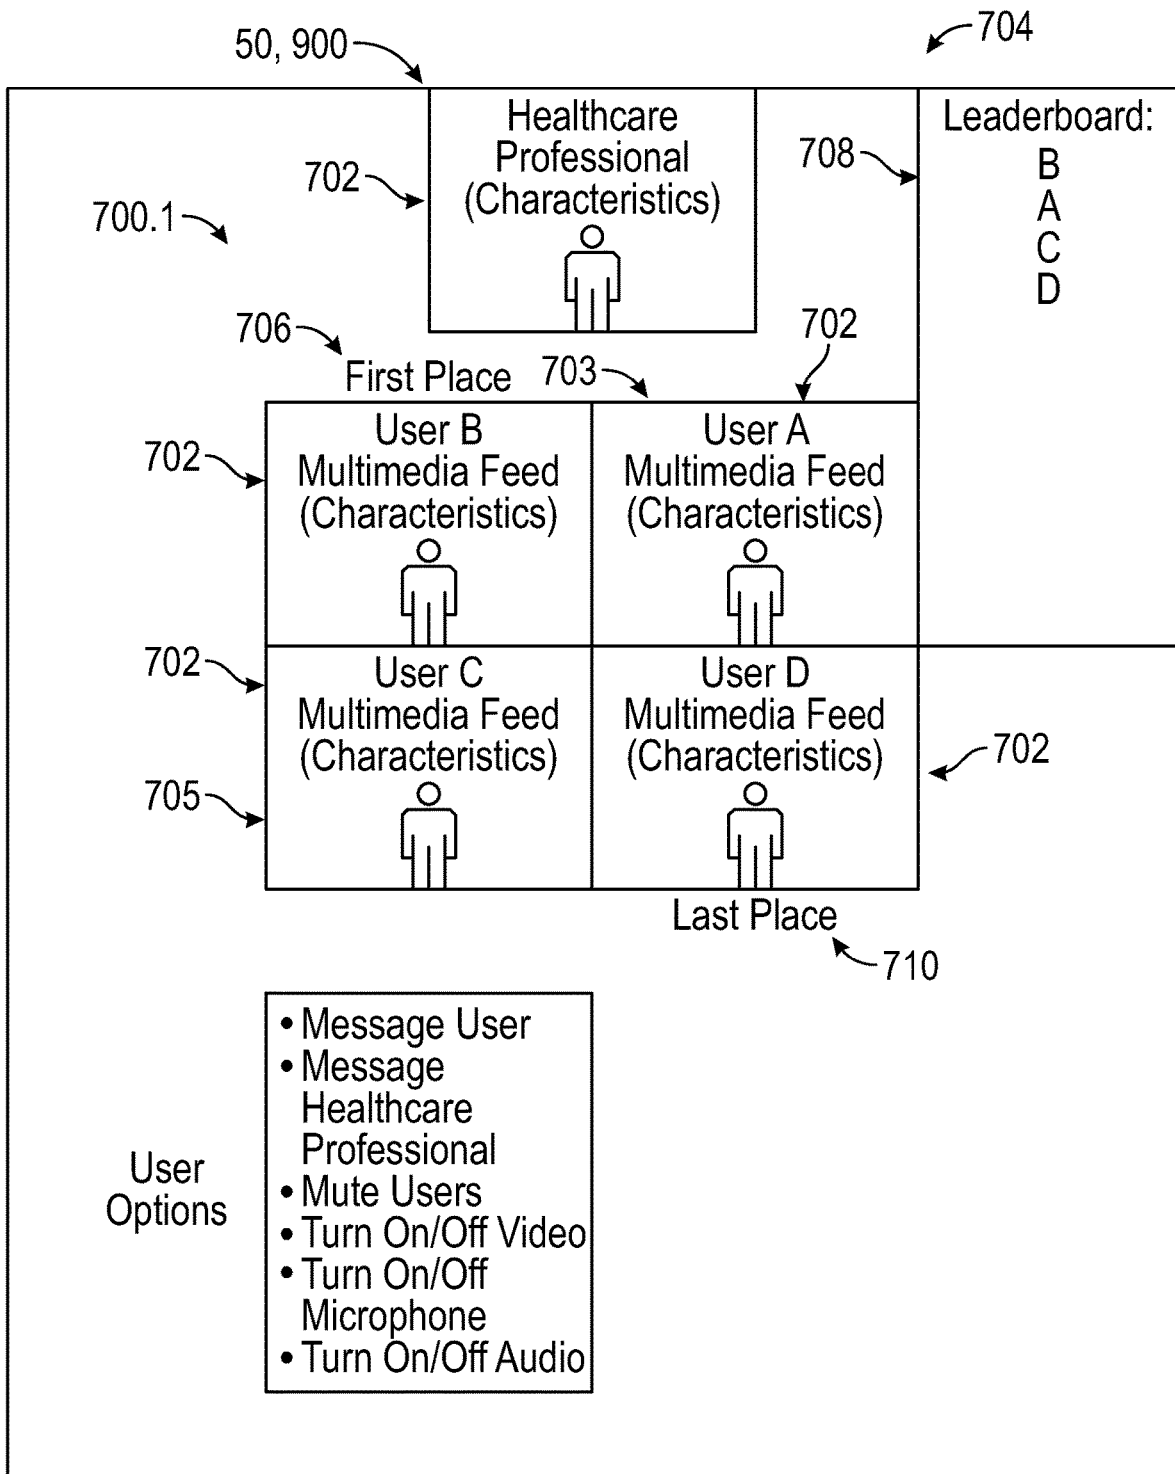 50, 900
704
Healthcare
Professional
(Characteristics)
702
700.1
708
Leaderboard:
B
A
C
D
706
First Place
703
702
702
User B
Multimedia Feed
(Characteristics)
User A
Multimedia Feed
(Characteristics)
702
705
User C
Multimedia Feed
(Characteristics)
User D
Multimedia Feed
(Characteristics)
702
Last Place
710
User
Options
• Message User
• Message
Healthcare
Professional
• Mute Users
• Turn On/Off Video
• Turn On/Off
Microphone
• Turn On/Off Audio